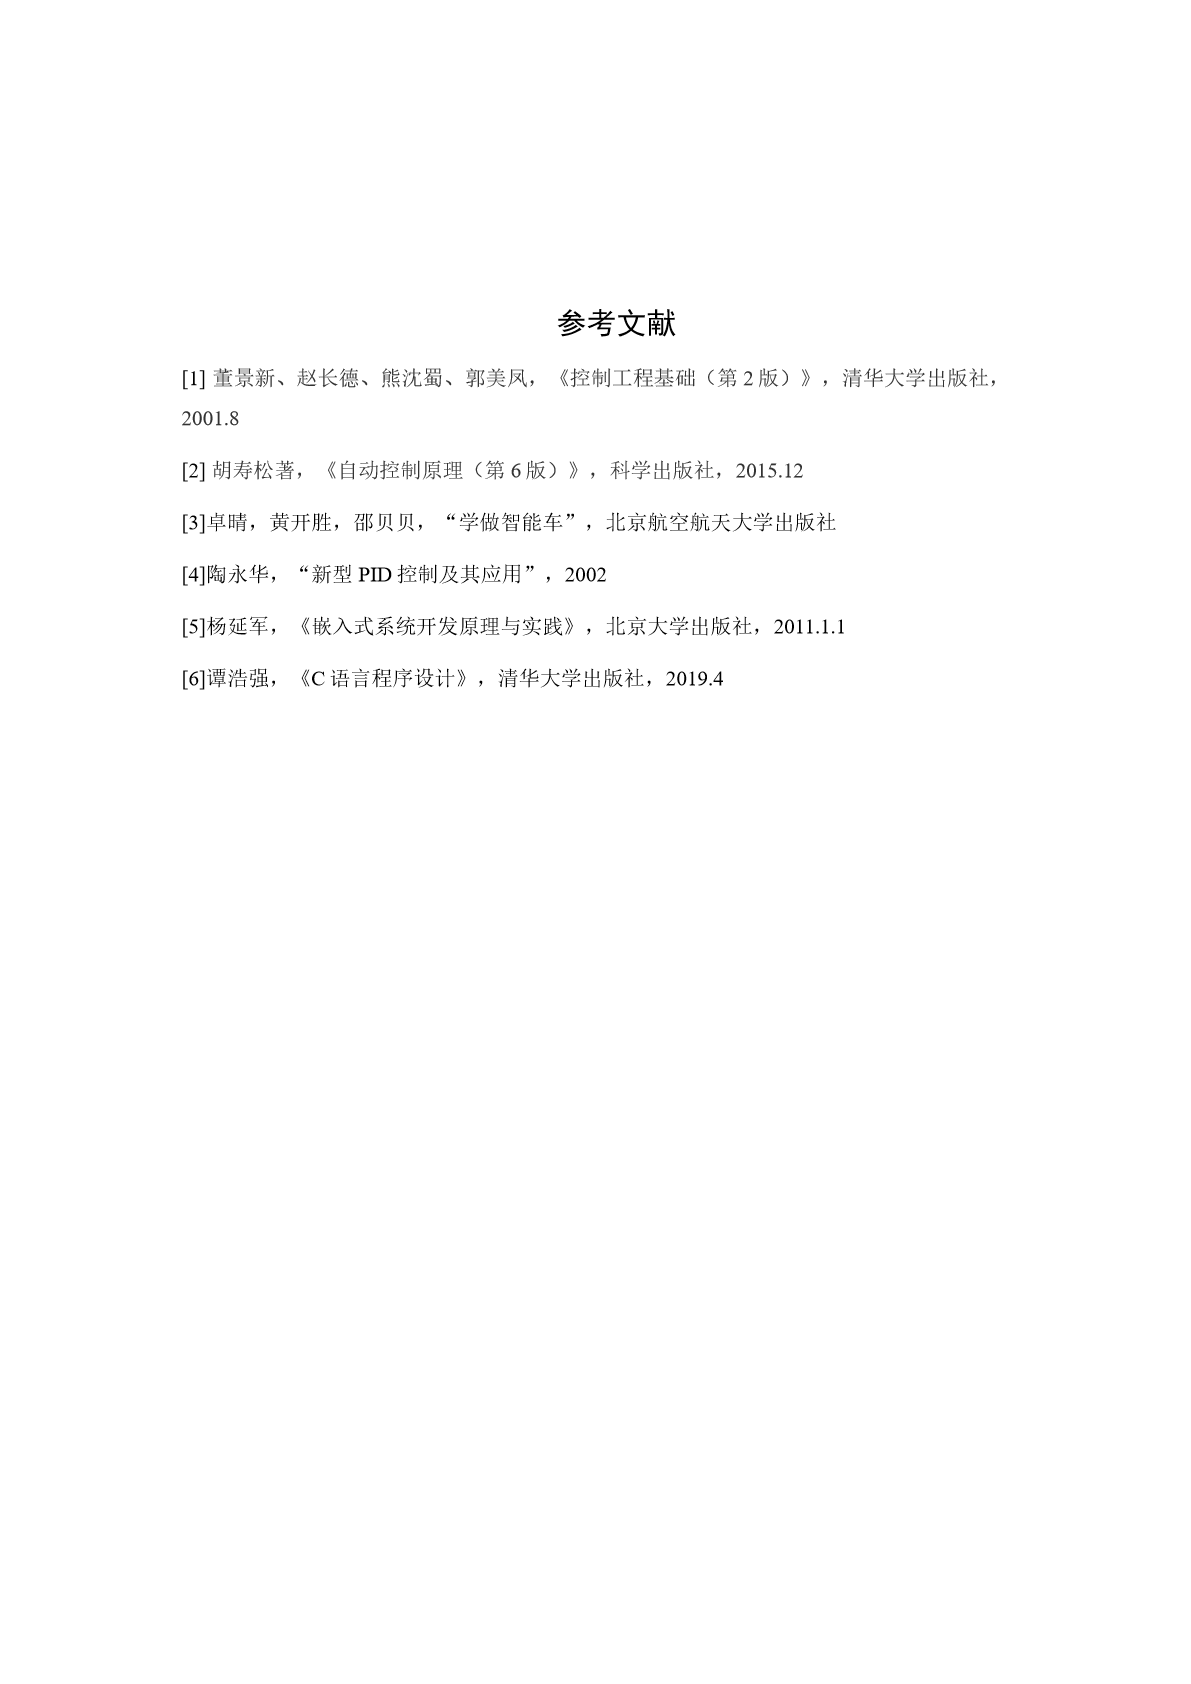 参考文献
[1] 董景新、赵长德、熊沈蜀、郭美凤，《控制工程基础（第 2 版）》，清华大学出版社，
2001.8
[2] 胡寿松著，《自动控制原理（第 6 版）》，科学出版社，2015.12
[3]卓晴，黄开胜，邵贝贝，“学做智能车”，北京航空航天大学出版社
[4]陶永华，“新型 PID 控制及其应用”，2002
[5]杨延军，《嵌入式系统开发原理与实践》，北京大学出版社，2011.1.1
[6]谭浩强，《C 语言程序设计》，清华大学出版社，2019.4